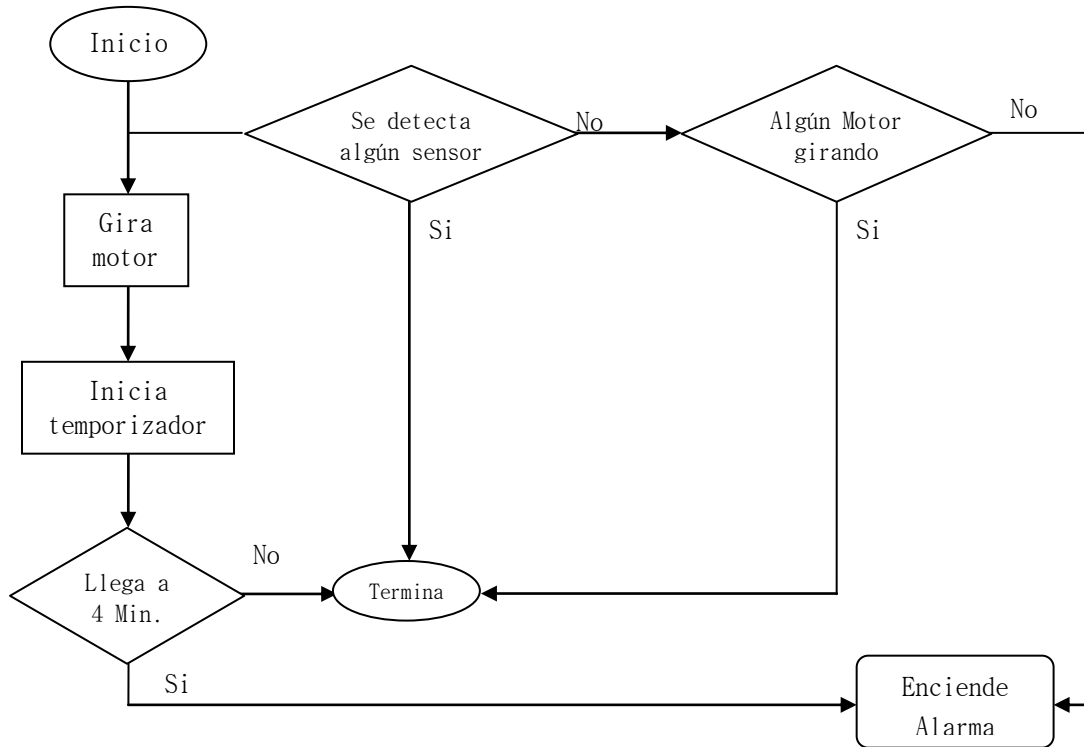 Inicio
Se detecta
algún sensor
No
Algún Motor
girando
No
Gira
motor
Si
Si
Inicia
temporizador
Llega a
4 Min.
No
Termina
Si
Enciende
Alarma